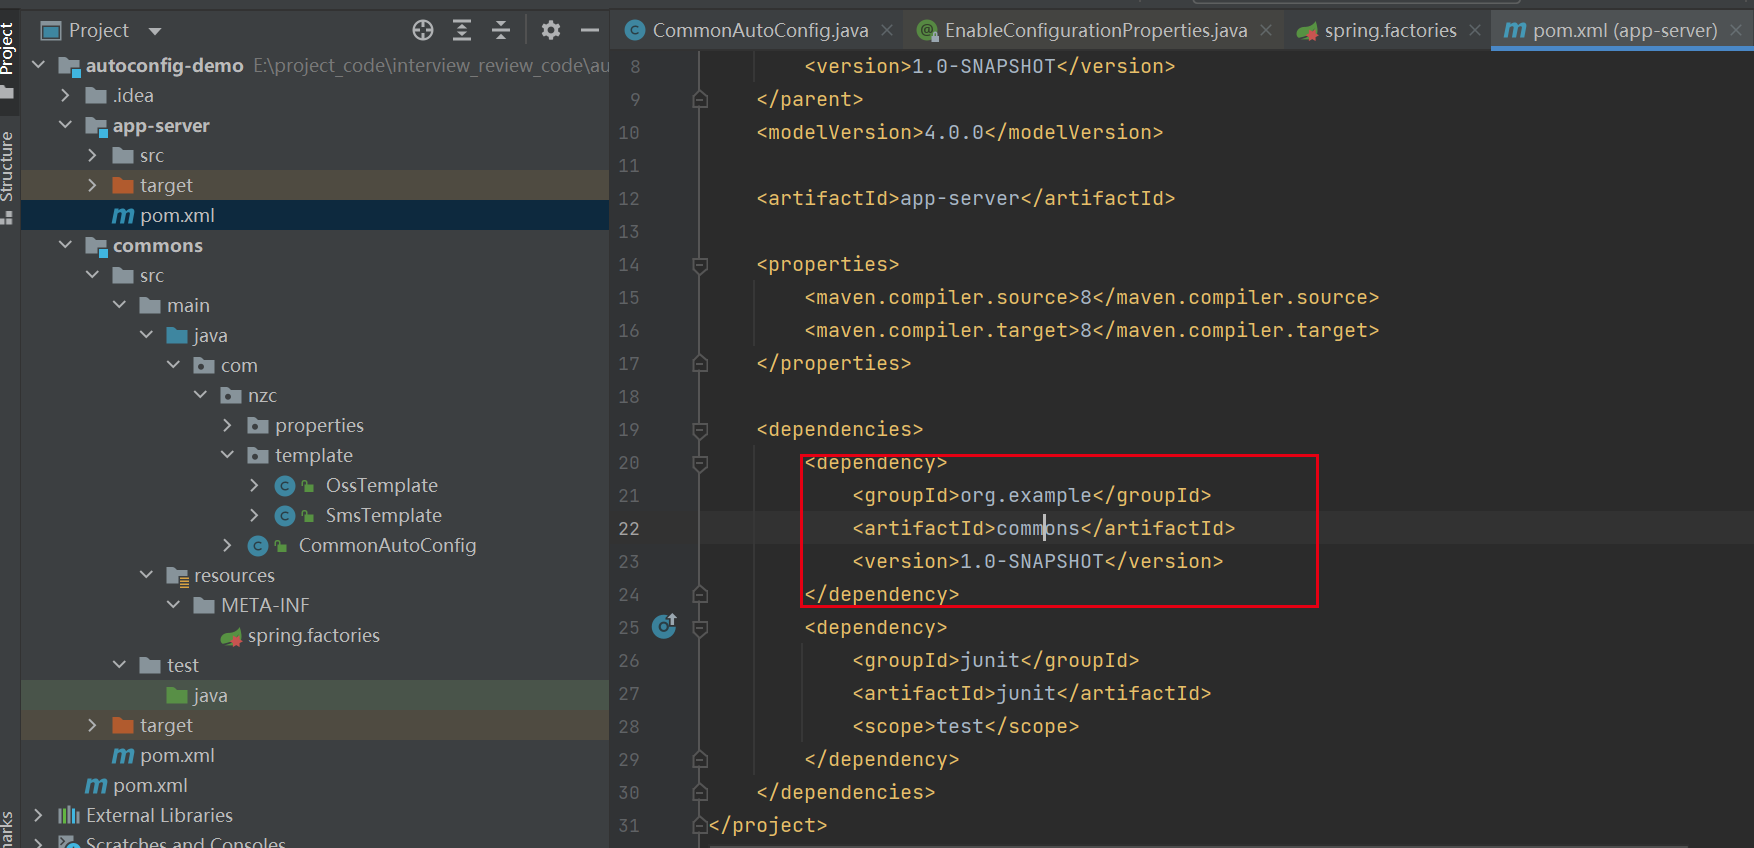 Project
CommonAutoConfig.java
EnableConfigurationProperties.java
spring.factories
pom.xml (app-server)
Project
Structure
autoconfig-demo E:\project_code\interview_review_code\au
.idea
app-server
src
target
pom.xml
commons
src
main
java
com
nzc
properties
template
OssTemplate
SmsTemplate
CommonAutoConfig
resources
META-INF
spring.factories
test
java
target
pom.xml
pom.xml
External Libraries
Scratches and Consoles
8 <version>1.0-SNAPSHOT</version>
9 </parent>
10 <modelVersion>4.0.0</modelVersion>
11
12 <artifactId>app-server</artifactId>
13
14 <properties>
15 <maven.compiler.source>8</maven.compiler.source>
16 <maven.compiler.target>8</maven.compiler.target>
17 </properties>
18
19 <dependencies>
20 <dependency>
21 <groupId>org.example</groupId>
22 <artifactId>commons</artifactId>
23 <version>1.0-SNAPSHOT</version>
24 </dependency>
25 <dependency>
26 <groupId>junit</groupId>
27 <artifactId>junit</artifactId>
28 <scope>test</scope>
29 </dependency>
30 </dependencies>
31 </project>